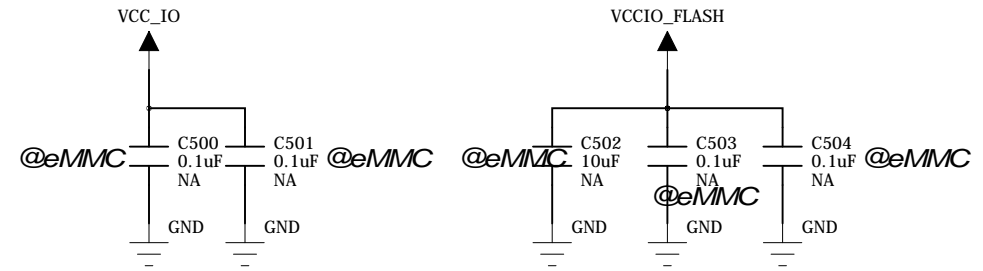 VCC_IO
VCCIO_FLASH
@eMMC
C500
0.1uF
NA
C501
0.1uF
NA
@eMMC
@eMMC
C502
10uF
NA
C503
0.1uF
NA
@eMMC
C504
0.1uF
NA
@eMMC
GND
GND
GND
GND
GND